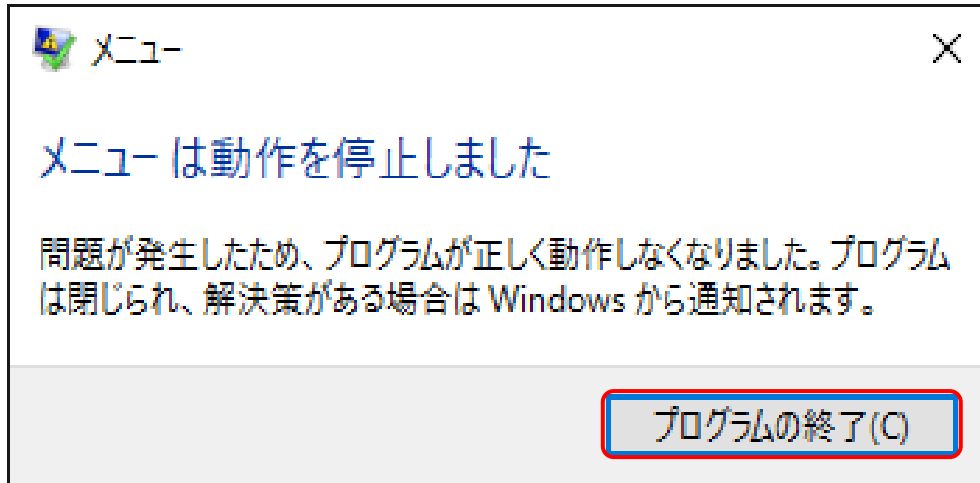 メニュー
メニュー は動作を停止しました
問題が発生したため、プログラムが正しく動作しなくなりました。プログラム
は閉じられ、解決策がある場合は Windows から通知されます。
プログラムの終了(C)